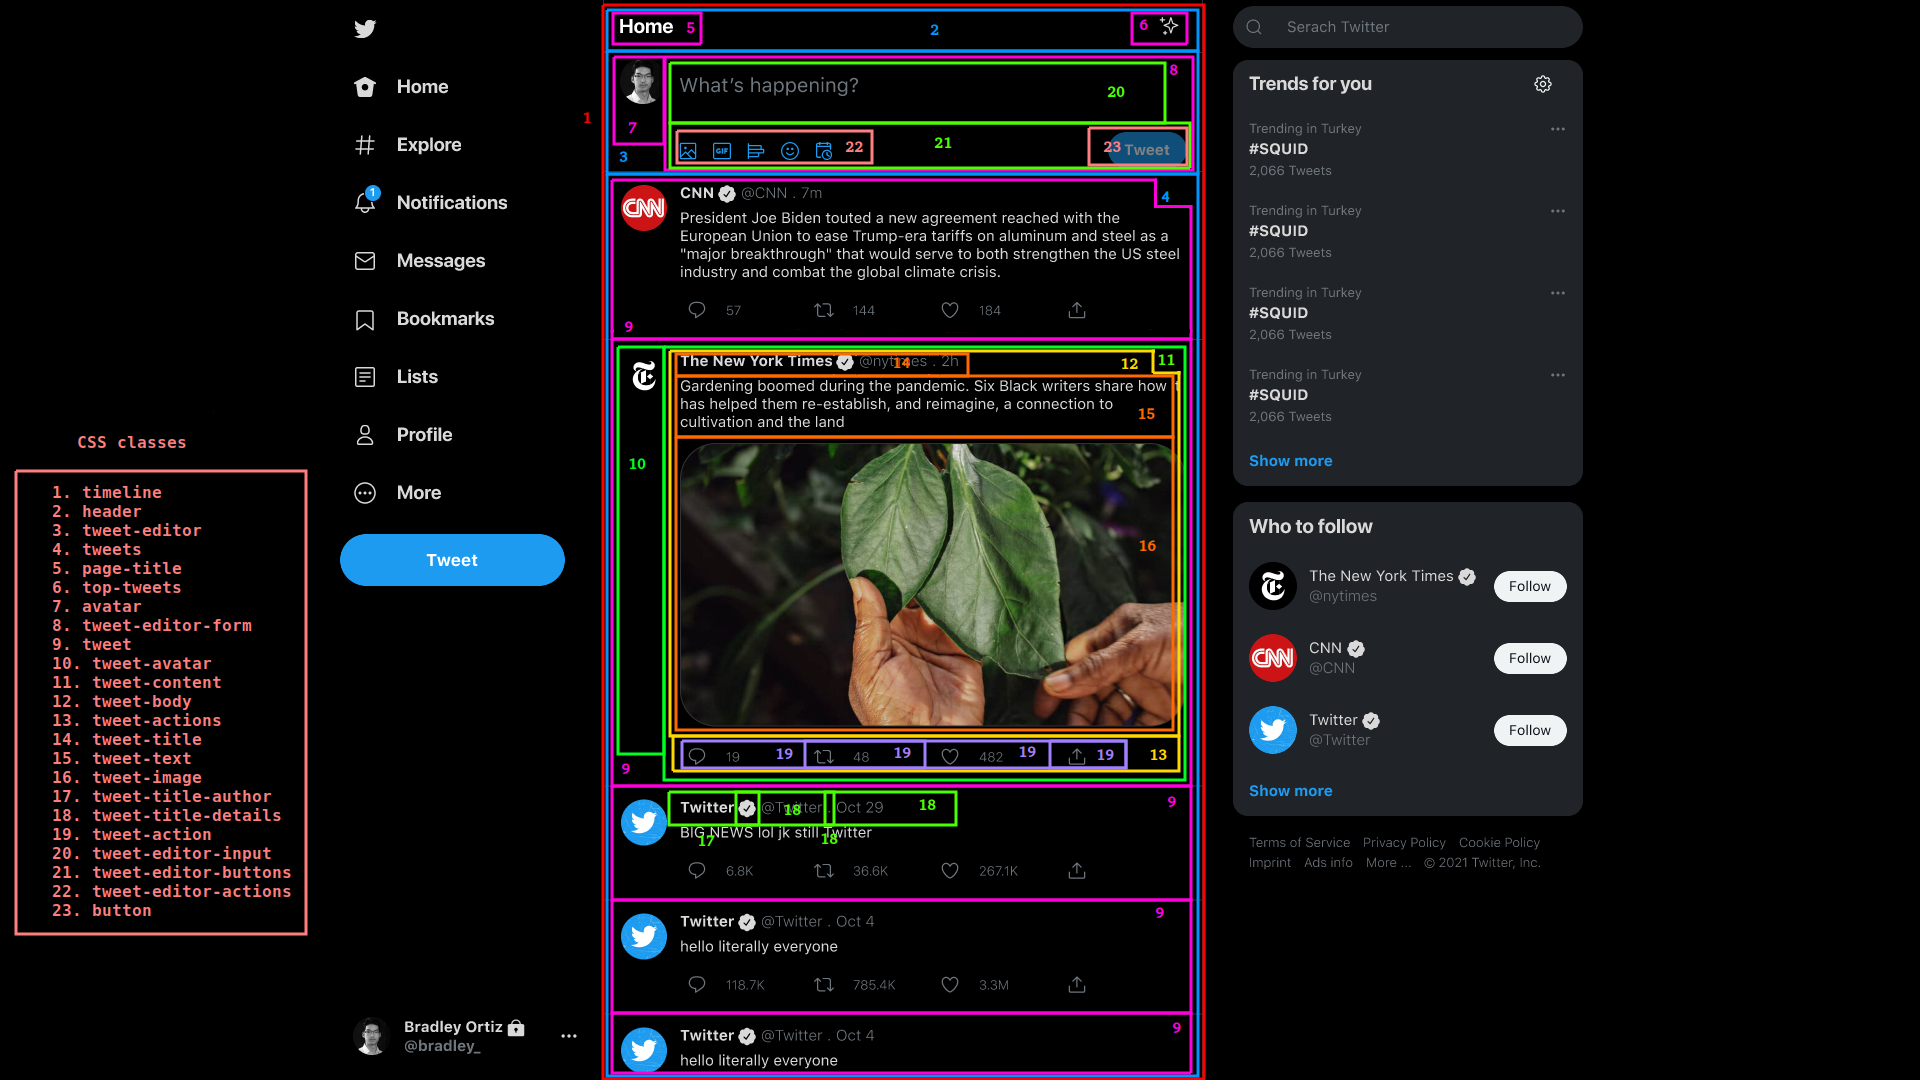 CSS classes
1. timeline
2. header
3. tweet-editor
4. tweets
5. page-title
6. top-tweets
7. avatar
8. tweet-editor-form
9. tweet
10. tweet-avatar
11. tweet-content
12. tweet-body
13. tweet-actions
14. tweet-title
15. tweet-text
16. tweet-image
17. tweet-title-author
18. tweet-title-details
19. tweet-action
20. tweet-editor-input
21. tweet-editor-buttons
22. tweet-editor-actions
23. button
Home
Explore
1
Notifications
Messages
Bookmarks
Lists
Profile
More
Tweet
Bradley Ortiz
@bradley_
1
Home 5
2
6
7
What's happening?
20
8
3
GIF
22
21
23 Tweet
4
CNN
CNN @CNN . 7m
President Joe Biden touted a new agreement reached with the
European Union to ease Trump-era tariffs on aluminum and steel as a
"major breakthrough" that would serve to both strengthen the US steel
industry and combat the global climate crisis.
57 144 184
9
10
The New York Times @nytimes . 2h
14
12
11
Gardening boomed during the pandemic. Six Black writers share how it
has helped them re-establish, and reimagine, a connection to
cultivation and the land
15
16
19 19 48 19 482 19 19 13
9
Twitter @Twitter . Oct 29
18 18
9
BIG NEWS lol jk still Twitter
17 18
6.8K 36.6K 267.1K
9
Twitter @Twitter . Oct 4
hello literally everyone
118.7K 785.4K 3.3M
9
Twitter @Twitter . Oct 4
hello literally everyone
Serach Twitter
Trends for you
Trending in Turkey
#SQUID
2,066 Tweets
Trending in Turkey
#SQUID
2,066 Tweets
Trending in Turkey
#SQUID
2,066 Tweets
Trending in Turkey
#SQUID
2,066 Tweets
Show more
Who to follow
The New York Times
@nytimes
Follow
CNN
CNN
@CNN
Follow
Twitter
@Twitter
Follow
Show more
Terms of Service Privacy Policy Cookie Policy
Imprint Ads info More ... © 2021 Twitter, Inc.